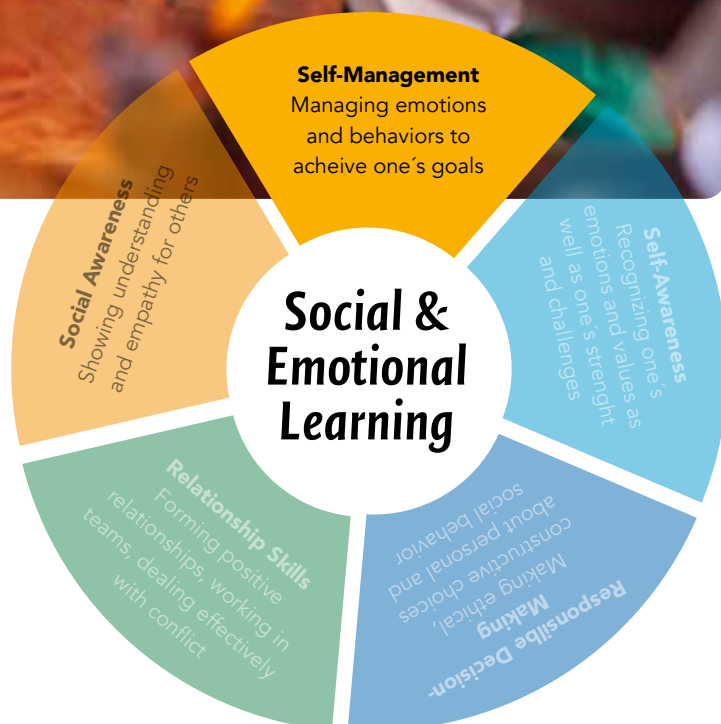 Self-Management
Managing emotions
and behaviors to
acheive one´s goals
Self-Awareness
Recognizing one´s
emotions and values as
well as one´s strenght
and challenges
Responsilbe Decision-
Making
Making ethical,
constructive choices
about personal and
social behavior
Relationship Skills
Forming positive
relationships, working in
teams, dealing effectively
with conflict
Social Awareness
Showing understanding
and empathy for others
Social &
Emotional
Learning